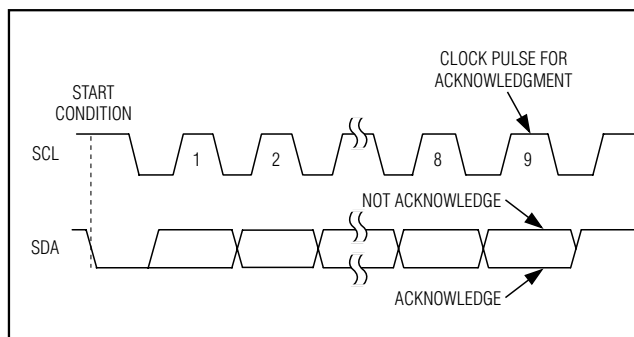 CLOCK PULSE FOR
ACKNOWLEDGMENT
START
CONDITION
SCL
1
2
8
9
NOT ACKNOWLEDGE
SDA
ACKNOWLEDGE